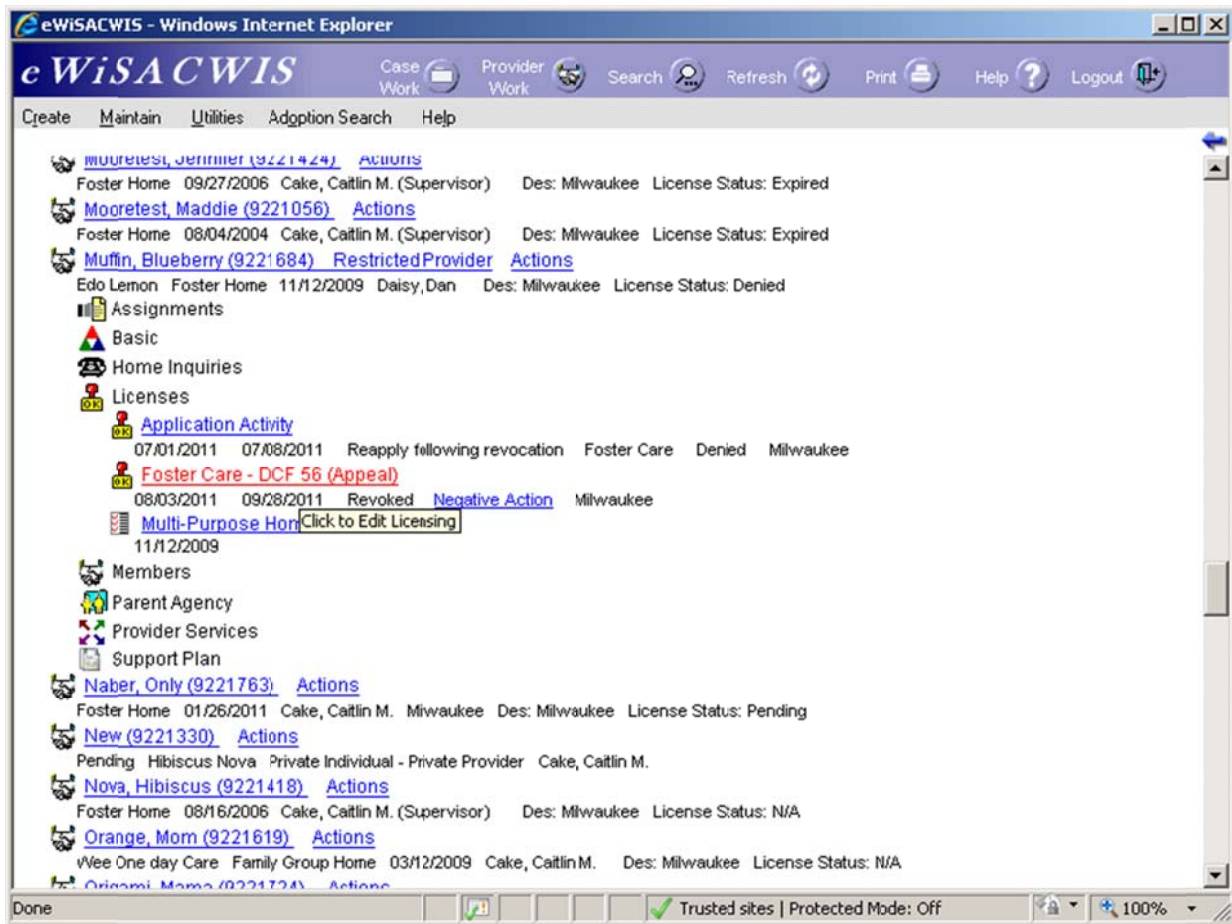 eWiSACWIS - Windows Internet Explorer
eWiSACWIS Case Work Provider Work Search Refresh Print Help Logout
Create Maintain Utilities Adoption Search Help
Mooretest, Jennifer (9221424) Actions
Foster Home 09/27/2006 Cake, Caitlin M. (Supervisor) Des: Milwaukee License Status: Expired
Mooretest, Maddie (9221056) Actions
Foster Home 08/04/2004 Cake, Caitlin M. (Supervisor) Des: Milwaukee License Status: Expired
Muffin, Blueberry (9221684) Restricted Provider Actions
Edo Lemon Foster Home 11/12/2009 Daisy, Dan Des: Milwaukee License Status: Denied
Assignments
Basic
Home Inquiries
Licenses
OK
Application Activity
OK
07/01/2011 07/08/2011 Reapply following revocation Foster Care Denied Milwaukee
Foster Care - DCF 56 (Appeal)
OK
08/03/2011 09/28/2011 Revoked Negative Action Milwaukee
Multi-Purpose Hom Click to Edit Licensing
11/12/2009
Members
Parent Agency
Provider Services
Support Plan
Naber, Only (9221763) Actions
Foster Home 01/26/2011 Cake, Caitlin M. Miwaukee Des: Milwaukee License Status: Pending
New (9221330) Actions
Pending Hibiscus Nova Private Individual - Private Provider Cake, Caitlin M.
Nova, Hibiscus (9221418) Actions
Foster Home 08/16/2006 Cake, Caitlin M. (Supervisor) Des: Milwaukee License Status: N/A
Orange, Mom (9221619) Actions
Wee One day Care Family Group Home 03/12/2009 Cake, Caitlin M. Des: Milwaukee License Status: N/A
Origami, Mama (9221724) Actions
Done Trusted sites | Protected Mode: Off 100%